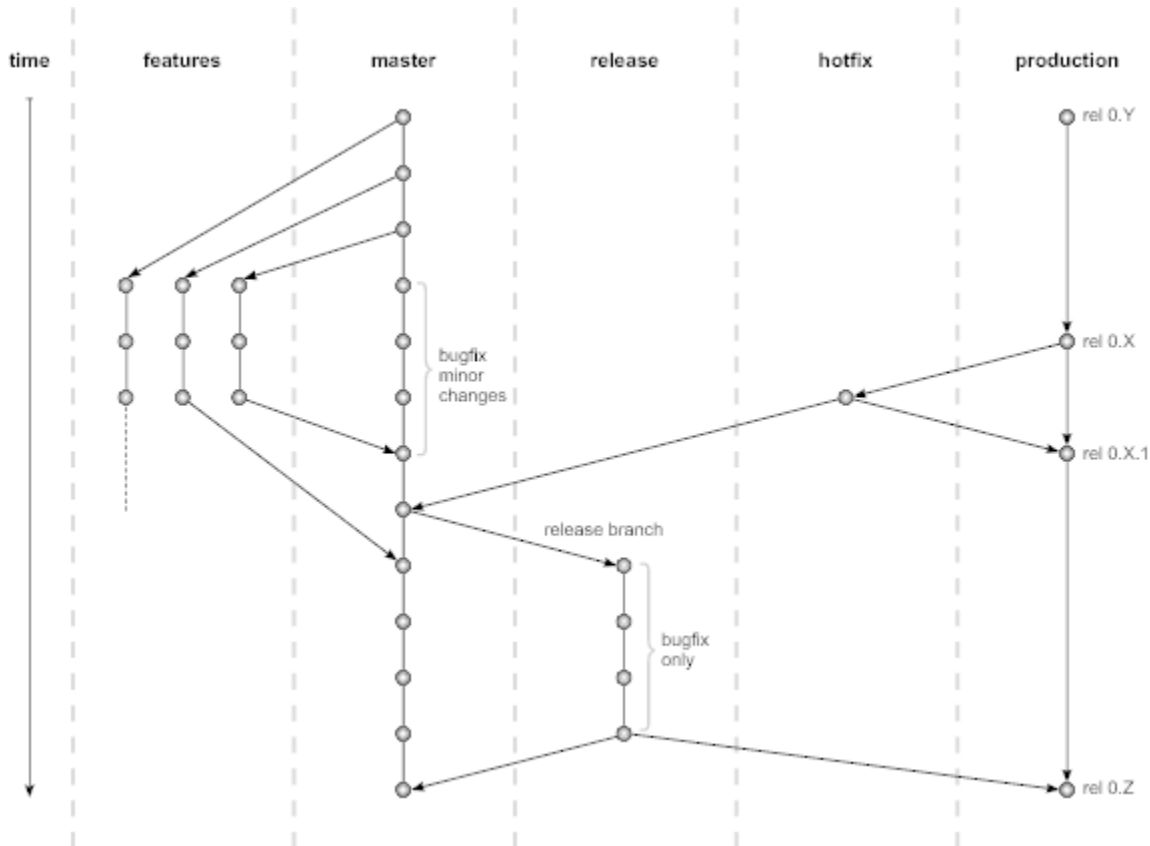 time
features
master
release
hotfix
production
rel 0.Y
rel 0.X
bugfix
minor
changes
rel 0.X.1
release branch
bugfix
only
rel 0.Z